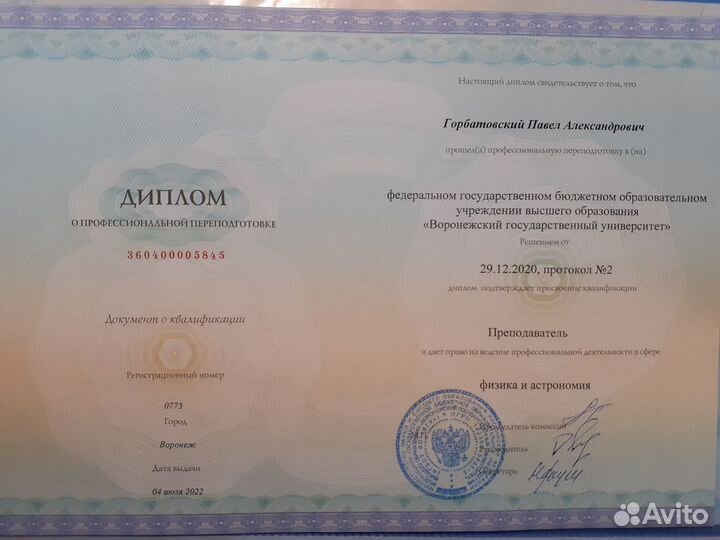 ДИПЛОМ
О ПРОФЕССИОНАЛЬНОЙ ПЕРЕПОДГОТОВКЕ
360400005845
Документ о квалификации
Регистрационный номер
0775
Город
Воронеж
Дата выдачи
04 июля 2022
Настоящий диплом свидетельствует о том, что
Горбатовский Павел Александрович
прошел(а) профессиональную переподготовку в (на)
федеральном государственном бюджетном образовательном
учреждении высшего образования
«Воронежский государственный университет»
Решением от
29.12.2020, протокол №2
диплом подтверждает присвоение квалификации
Преподаватель
и дает право на ведение профессиональной деятельности в сфере
физика и астрономия
Председатель комиссии
Руководитель
Секретарь
Avito